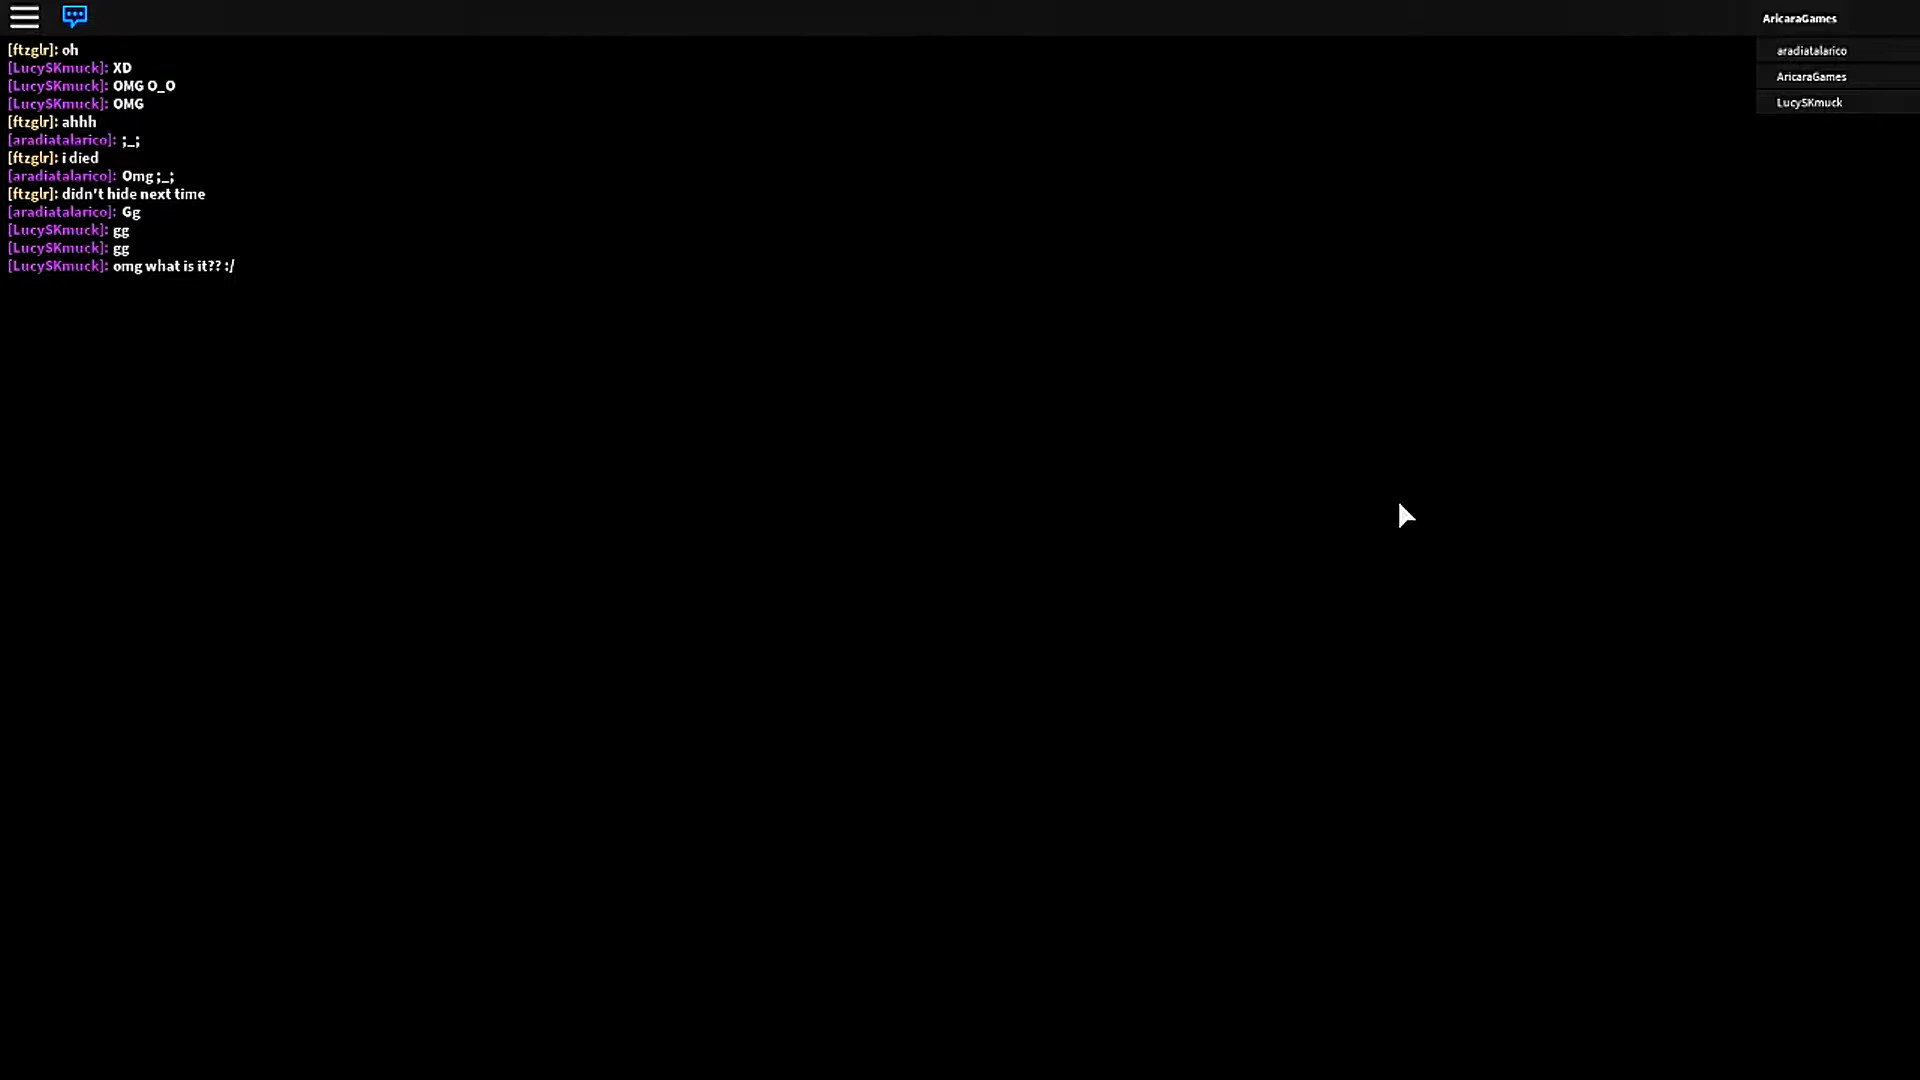 AricaraGames
aradiatalarico
AricaraGames
LucySKmuck
[ftzglr]: oh
[LucySKmuck]: XD
[LucySKmuck]: OMG O_O
[LucySKmuck]: OMG
[ftzglr]: ahhh
[aradiatalarico]: ;_;
[ftzglr]: i died
[aradiatalarico]: Omg ;_;
[ftzglr]: didn't hide next time
[aradiatalarico]: Gg
[LucySKmuck]: gg
[LucySKmuck]: gg
[LucySKmuck]: omg what is it?? :/